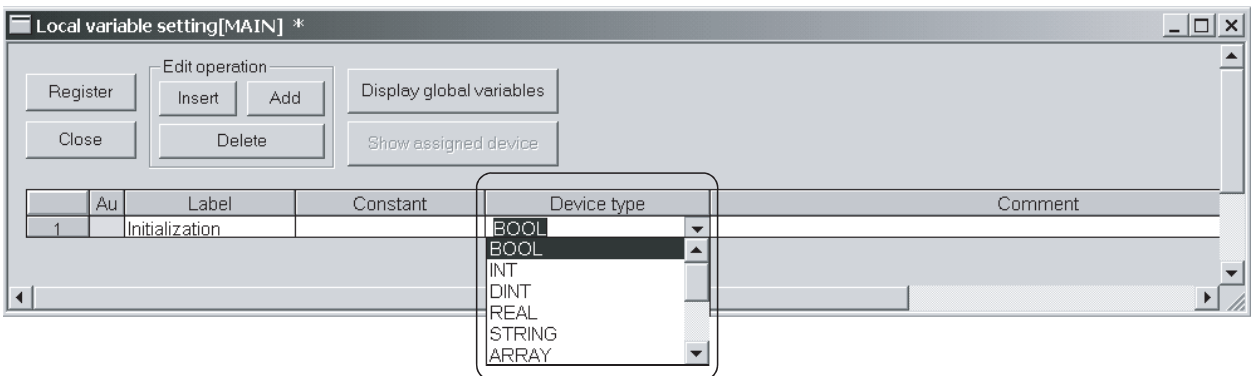 Local variable setting[MAIN] *
Edit operation
Register Insert Add Display global variables
Close Delete Show assigned device
Au Label Constant Device type Comment
1 Initialization BOOL
BOOL
INT
DINT
REAL
STRING
ARRAY